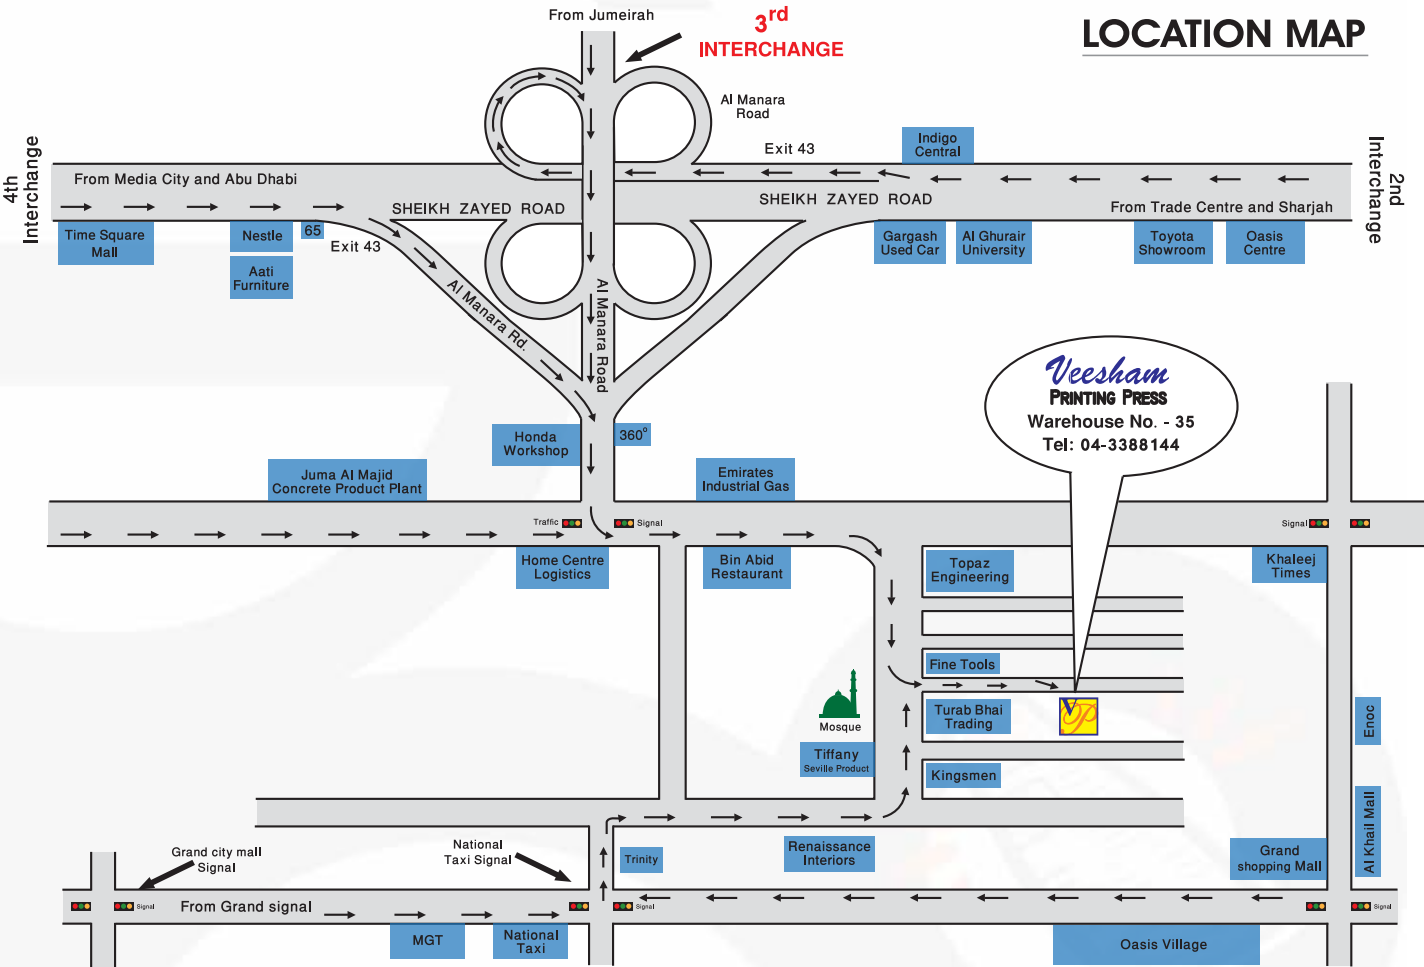 From Jumeirah
3rd
INTERCHANGE
LOCATION MAP
Al Manara
Road
Exit 43
Indigo
Central
4th
Interchange
2nd
Interchange
From Media City and Abu Dhabi
SHEIKH ZAYED ROAD
SHEIKH ZAYED ROAD
From Trade Centre and Sharjah
Time Square
Mall
Nestle
65
Exit 43
Aati
Furniture
Gargash
Used Car
Al Ghurair
University
Toyota
Showroom
Oasis
Centre
Al Manara Rd.
Al Manara Road
Veesham
PRINTING PRESS
Warehouse No. - 35
Tel: 04-3388144
Honda
Workshop
360°
Juma Al Majid
Concrete Product Plant
Emirates
Industrial Gas
Traffic
Signal
Signal
Home Centre
Logistics
Bin Abid
Restaurant
Topaz
Engineering
Khaleej
Times
Fine Tools
Turab Bhai
Trading
VP
Mosque
Tiffany
Seville Product
Kingsmen
Enoc
Al Khail Mall
Grand city mall
Signal
National
Taxi Signal
Trinity
Renaissance
Interiors
Grand
shopping Mall
Signal
From Grand signal
Signal
Signal
MGT
National
Taxi
Oasis Village